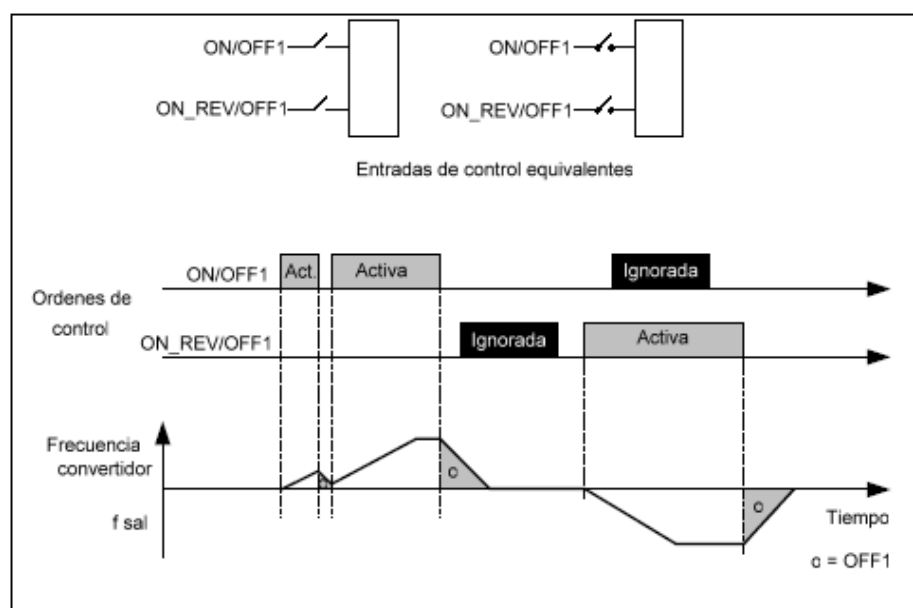 ON/OFF1
ON/OFF1
ON_REV/OFF1
ON_REV/OFF1
Entradas de control equivalentes
ON/OFF1
Act.
Activa
Ignorada
Ordenes de
control
ON_REV/OFF1
Ignorada
Activa
Frecuencia
convertidor
f sal
o
o
o
Tiempo
o = OFF1